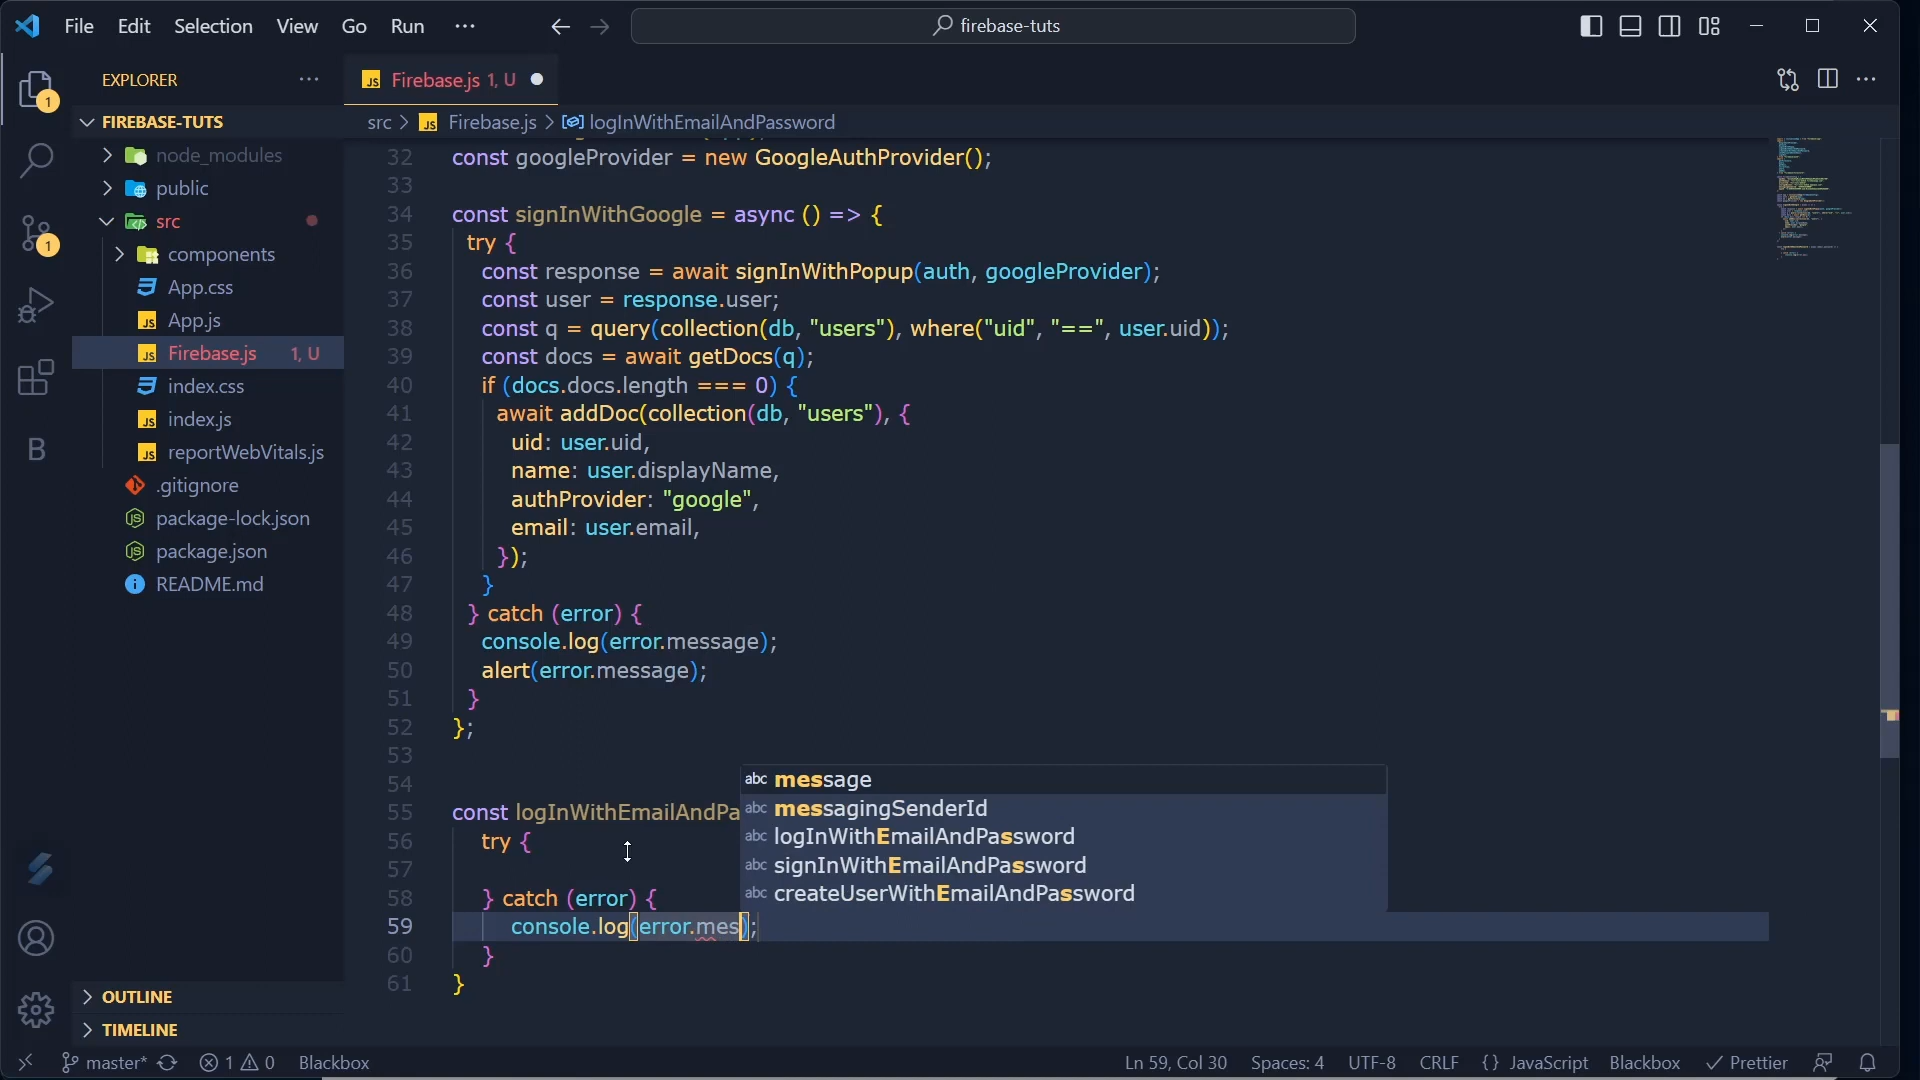 File Edit Selection View Go Run ··· firebase-tuts
EXPLORER ···
Firebase.js 1, U
FIREBASE-TUTS
src > Firebase.js > logInWithEmailAndPassword
node_modules
public
src
components
App.css
App.js
Firebase.js 1, U
index.css
index.js
reportWebVitals.js
.gitignore
package-lock.json
package.json
README.md
OUTLINE
TIMELINE
1
1
B
32 const googleProvider = new GoogleAuthProvider();
33
34 const signInWithGoogle = async () => {
35 try {
36 const response = await signInWithPopup(auth, googleProvider);
37 const user = response.user;
38 const q = query(collection(db, "users"), where("uid", "==", user.uid));
39 const docs = await getDocs(q);
40 if (docs.docs.length === 0) {
41 await addDoc(collection(db, "users"), {
42 uid: user.uid,
43 name: user.displayName,
44 authProvider: "google",
45 email: user.email,
46 });
47 }
48 } catch (error) {
49 console.log(error.message);
50 alert(error.message);
51 }
52 };
53
54
55 const logInWithEmailAndPa
56 try {
57
58 } catch (error) {
59 console.log(error.mes);
60 }
61 }
abc message
abc messagingSenderId
abc logInWithEmailAndPassword
abc signInWithEmailAndPassword
abc createUserWithEmailAndPassword
master* 1 0 Blackbox Ln 59, Col 30 Spaces: 4 UTF-8 CRLF {} JavaScript Blackbox Prettier